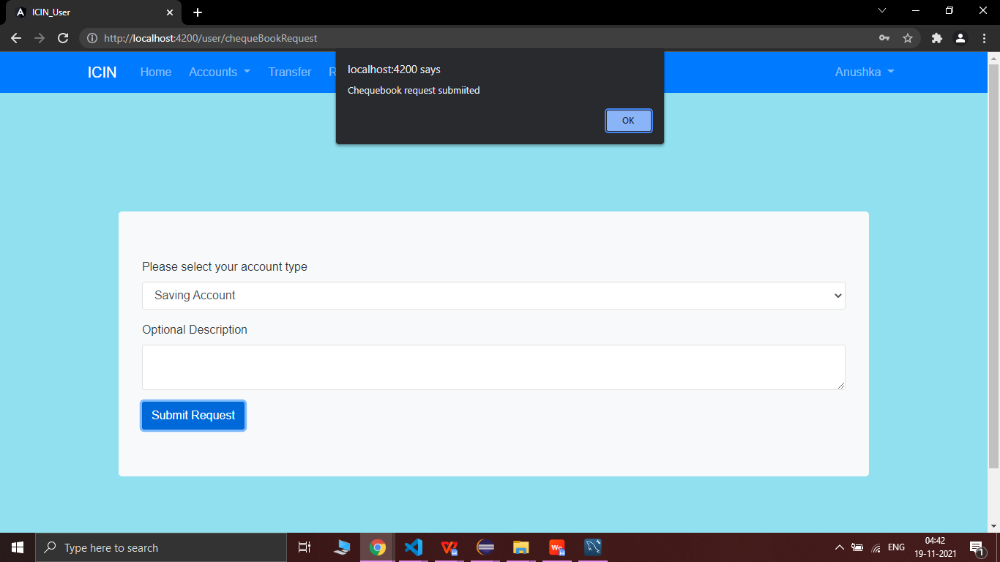 ICIN_User
http://localhost:4200/user/chequeBookRequest
ICIN Home Accounts Transfer R Anushka
localhost:4200 says
Chequebook request submiited
OK
Please select your account type
Saving Account
Optional Description
Submit Request
Type here to search
ENG
04:42
19-11-2021
1